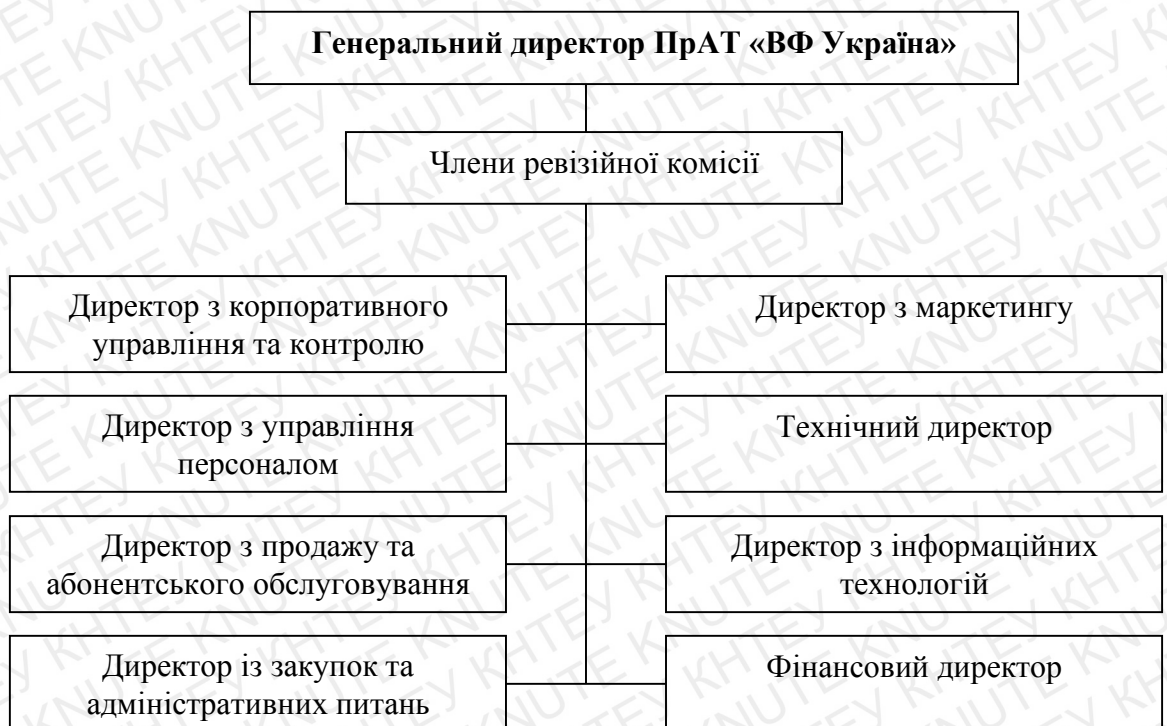 Генеральний директор ПрАТ «ВФ Україна»
Члени ревізійної комісії
Директор з корпоративного
управління та контролю
Директор з маркетингу
Директор з управління
персоналом
Технічний директор
Директор з продажу та
абонентського обслуговування
Директор з інформаційних
технологій
Директор із закупок та
адміністративних питань
Фінансовий директор